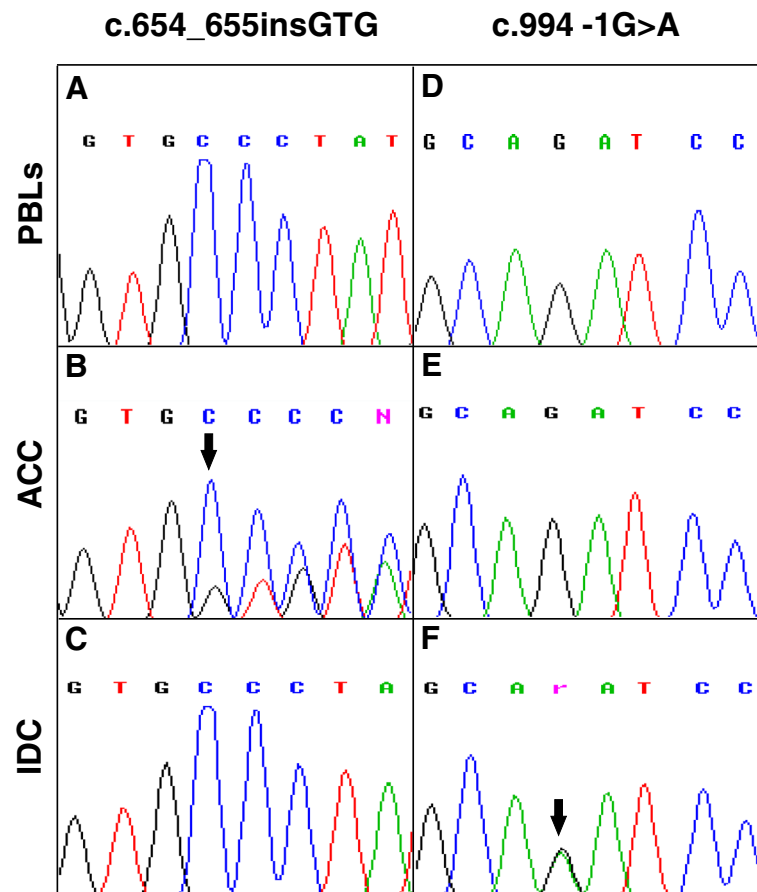 c.654_655insGTG c.994 -1G>A
PBLs
A
G T G C C C T A T
D
G C A G A T C C
ACC
B
G T G C C C C N
E
G C A G A T C C
IDC
C
G T G C C C T A
F
G C A r A T C C